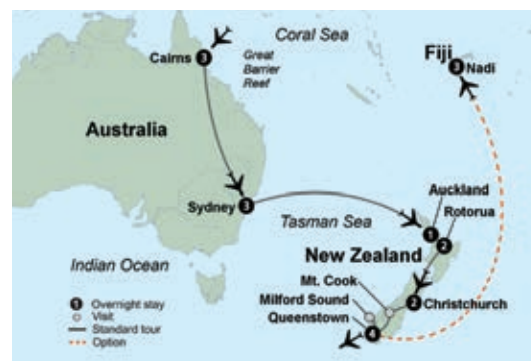 Coral Sea
Fiji
3 Nadi
Cairns 3
Great
Barrier
Reef
Australia
Auckland
Rotorua
Sydney 3
Tasman Sea
1
2
New Zealand
Indian Ocean
Mt. Cook
Milford Sound
2 Christchurch
Queenstown
4
1 Overnight stay
Visit
Standard tour
Option